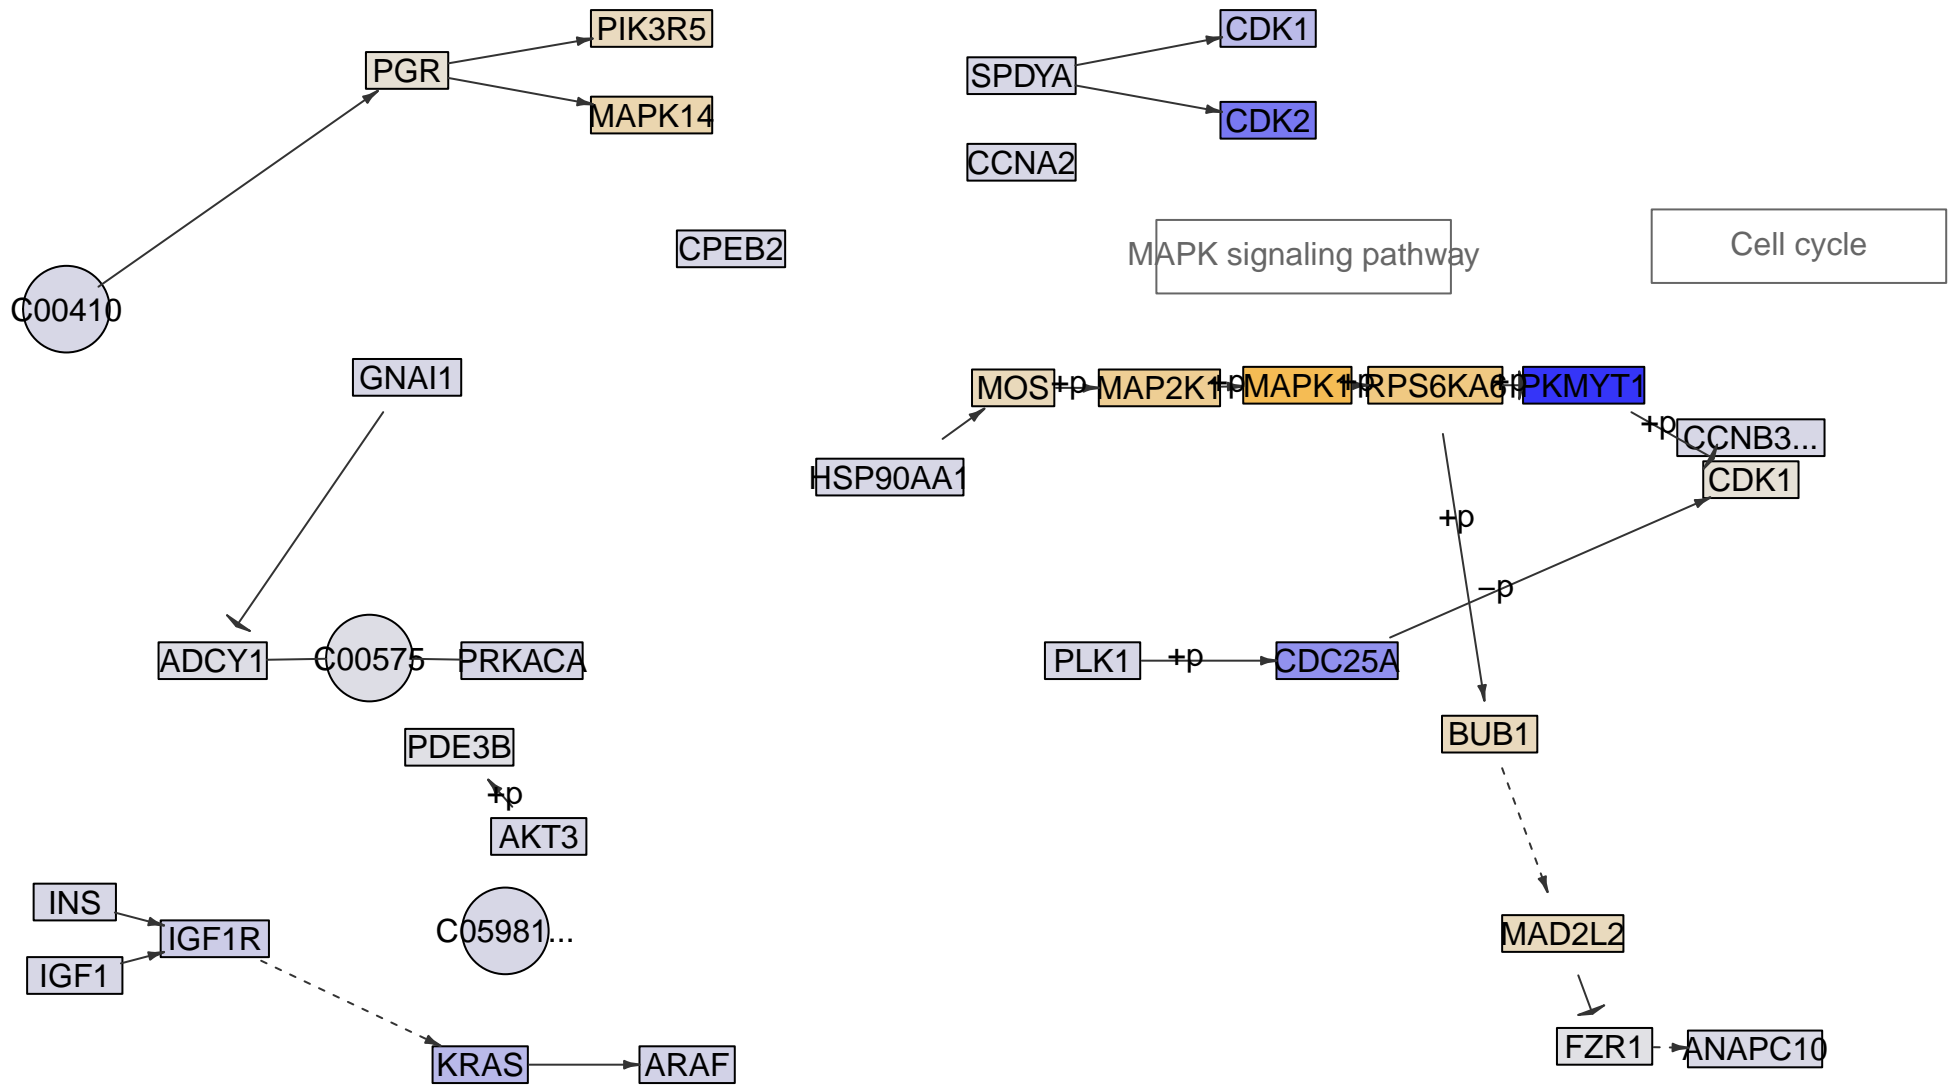 PIK3R5
CDK1
PGR
SPDYA
MAPK14
CDK2
CCNA2
CPEB2
MAPK signaling pathway
Cell cycle
C00410
GNAI1
MOS
+p
MAP2K1
+p
MAPK1
+p
RPS6KA6
+p
PKMYT1
+p
CCNB3...
HSP90AA1
CDK1
+p
−p
ADCY1
C00575
PRKACA
PLK1
+p
CDC25A
BUB1
PDE3B
+p
AKT3
INS
IGF1R
C05981...
MAD2L2
IGF1
FZR1
ANAPC10
KRAS
ARAF